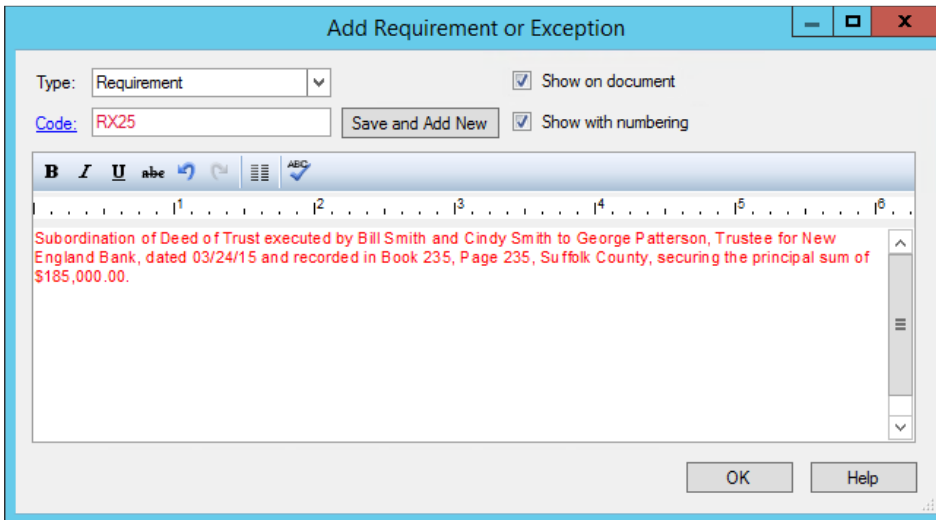 Add Requirement or Exception
Type: Requirement
Show on document
Code: RX25
Save and Add New
Show with numbering
B I U abc ABC
1 2 3 4 5 6
Subordination of Deed of Trust executed by Bill Smith and Cindy Smith to George Patterson, Trustee for New
England Bank, dated 03/24/15 and recorded in Book 235, Page 235, Suffolk County, securing the principal sum of
$185,000.00.
OK
Help